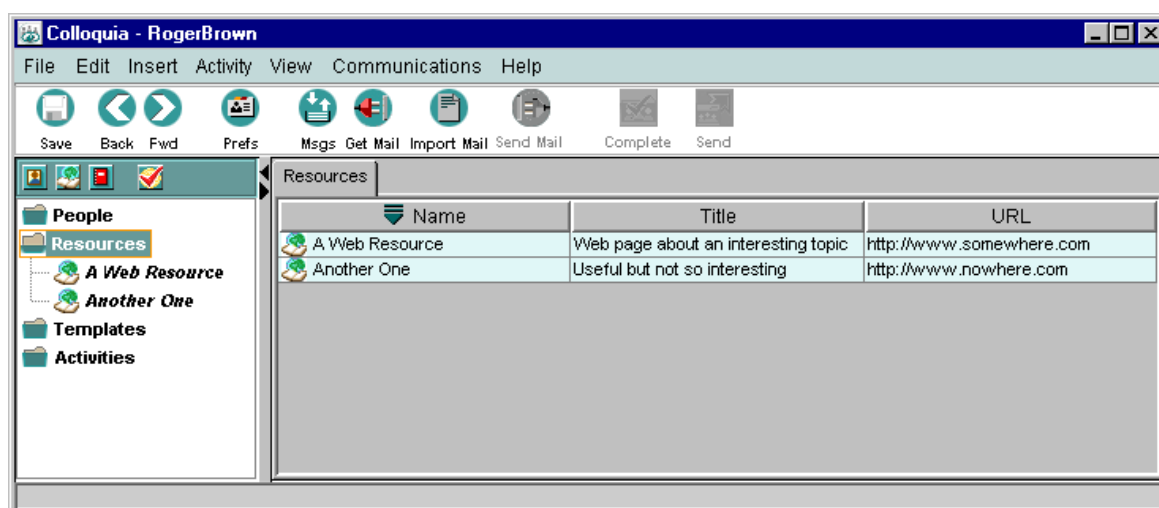 Colloquia - RogerBrown
File Edit Insert Activity View Communications Help
Save Back Fwd Prefs Msgs Get Mail Import Mail Send Mail Complete Send
Resources
People
Resources
A Web Resource
Another One
Templates
Activities
Name Title URL
A Web Resource Web page about an interesting topic http://www.somewhere.com
Another One Useful but not so interesting http://www.nowhere.com